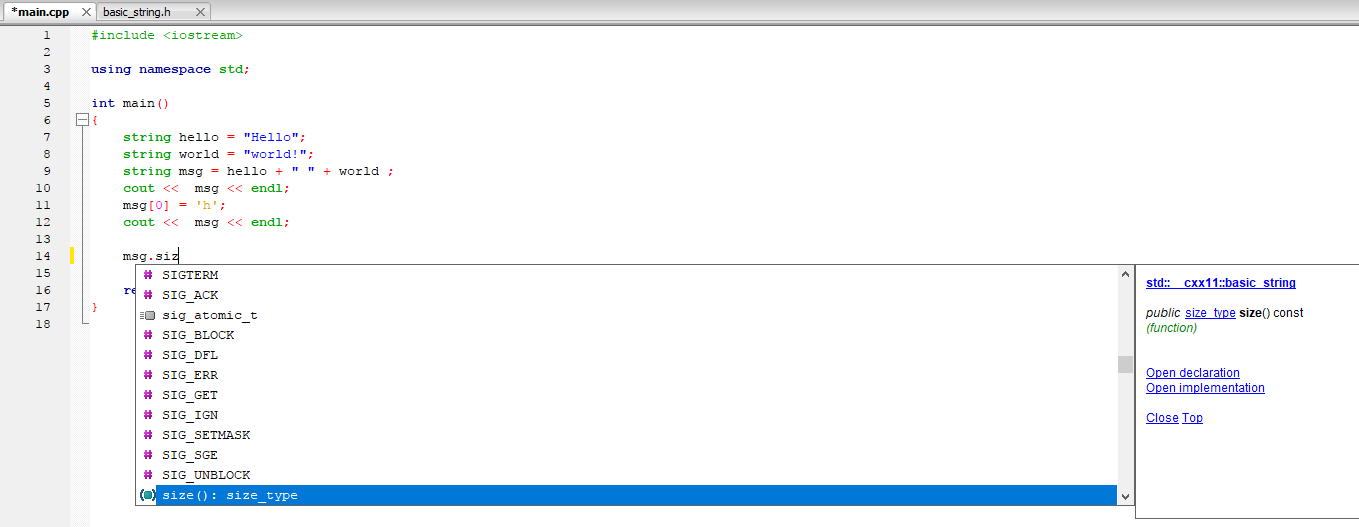 *main.cpp basic_string.h
1 #include <iostream>
2
3 using namespace std;
4
5 int main()
6 {
7 string hello = "Hello";
8 string world = "world!";
9 string msg = hello + " " + world ;
10 cout <<  msg << endl;
11 msg[0] = 'h';
12 cout <<  msg << endl;
13
14 msg.siz
15
16 re
17 }
18
SIGTERM
SIG_ACK
sig_atomic_t
SIG_BLOCK
SIG_DFL
SIG_ERR
SIG_GET
SIG_IGN
SIG_SETMASK
SIG_SGE
SIG_UNBLOCK
size(): size_type
std::__cxx11::basic_string
public size_type size() const
(function)
Open declaration
Open implementation
Close Top